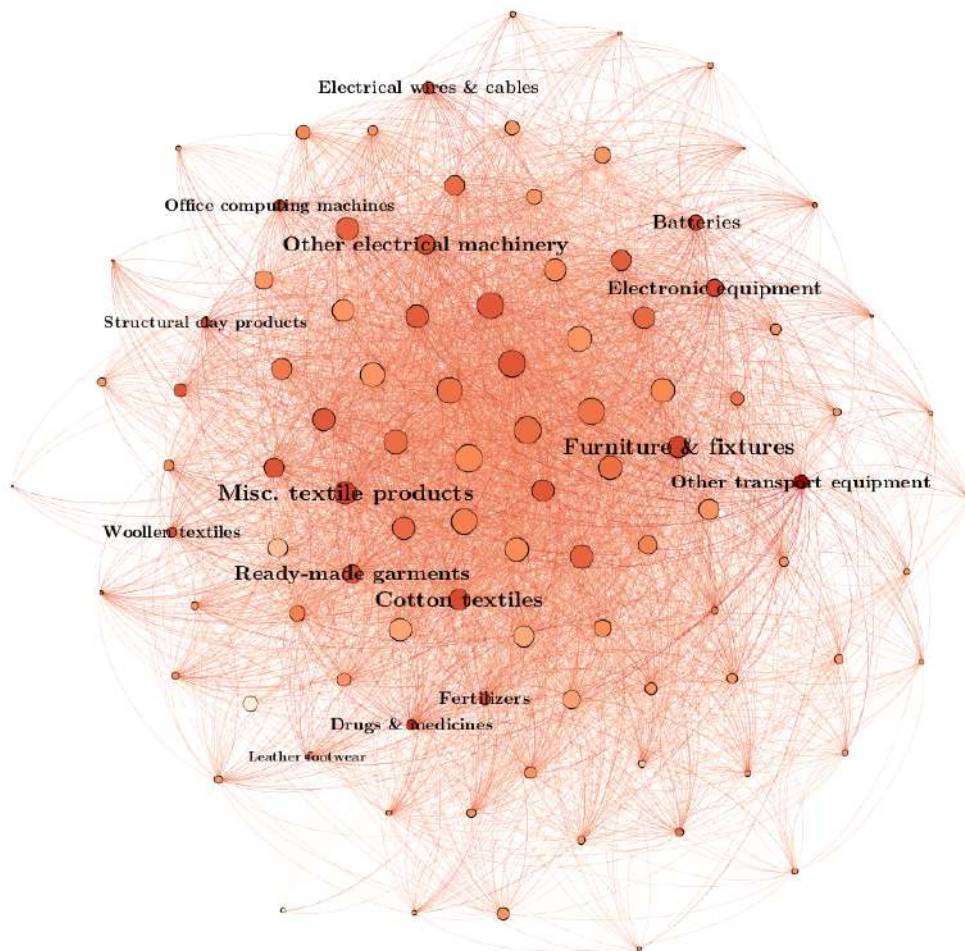 Electrical wires & cables
Office computing machines
Batteries
Other electrical machinery
Electronic equipment
Structural clay products
Furniture & fixtures
Other transport equipment
Misc. textile products
Woollen textiles
Ready-made garments
Cotton textiles
Fertilizers
Drugs & medicines
Leather footwear